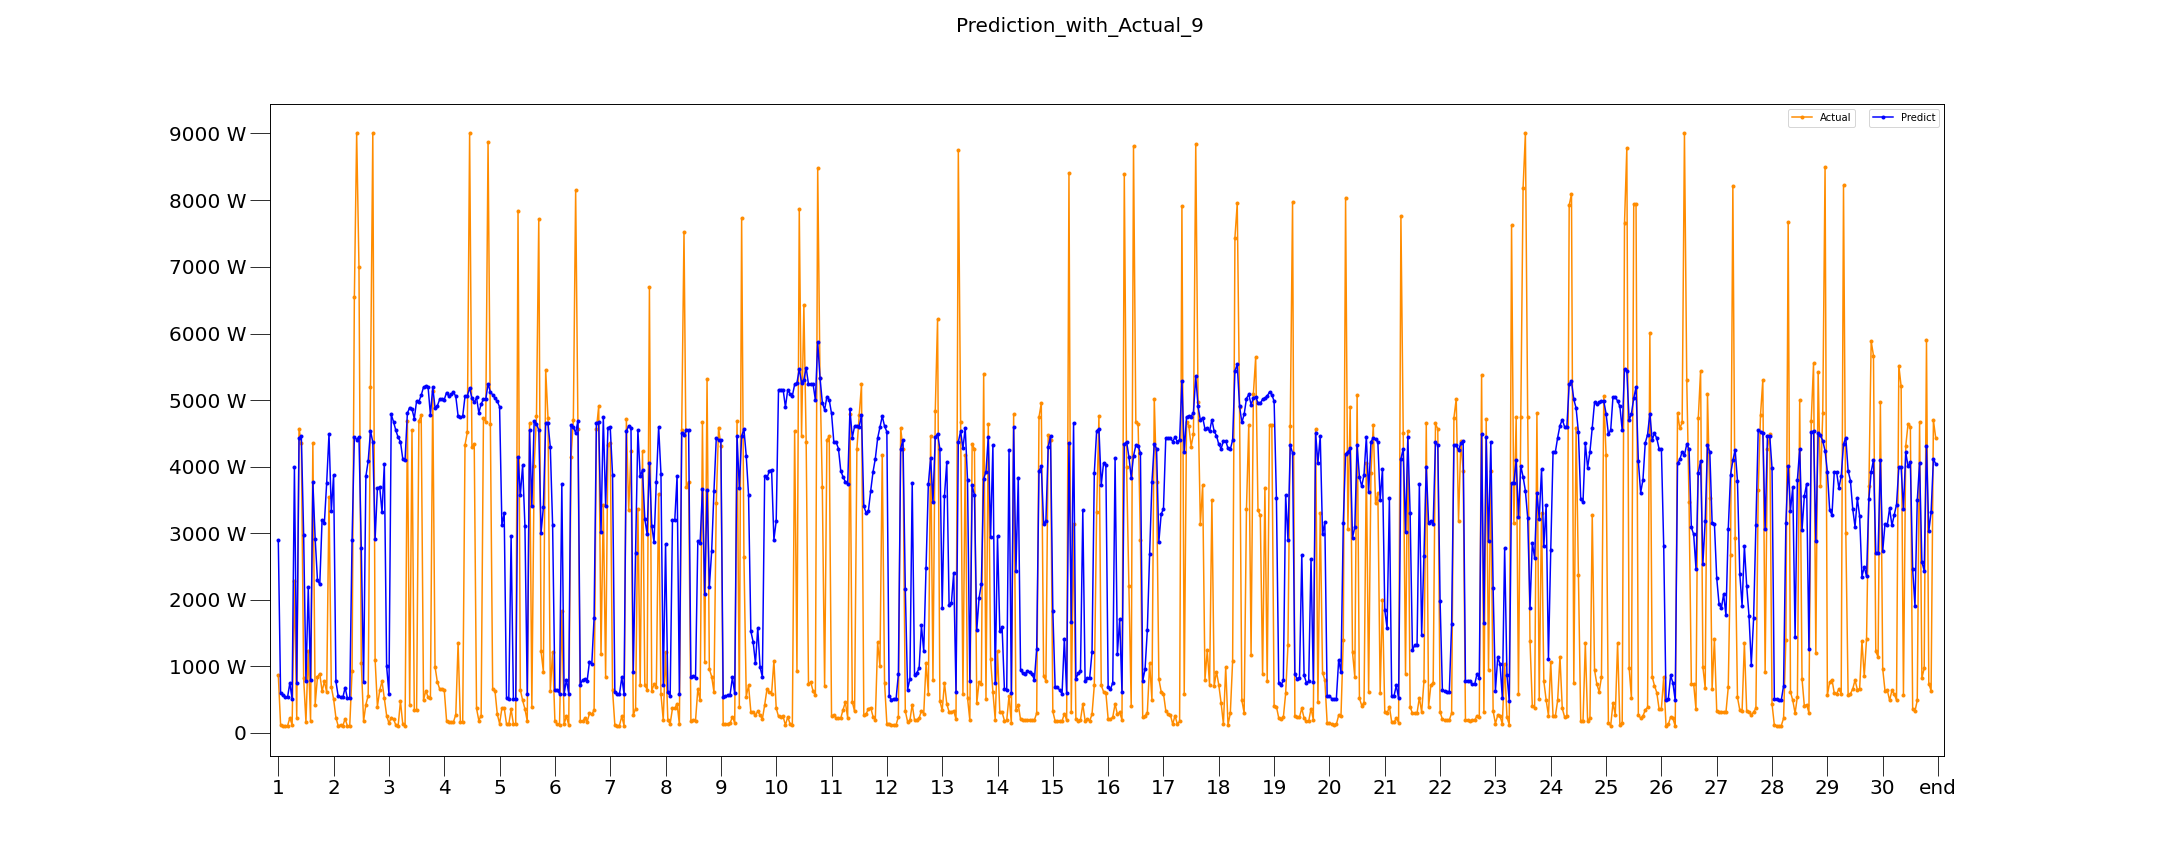 Prediction_with_Actual_9
Actual Predict
9000 W
8000 W
7000 W
6000 W
5000 W
4000 W
3000 W
2000 W
1000 W
0
1 2 3 4 5 6 7 8 9 10 11 12 13 14 15 16 17 18 19 20 21 22 23 24 25 26 27 28 29 30 end